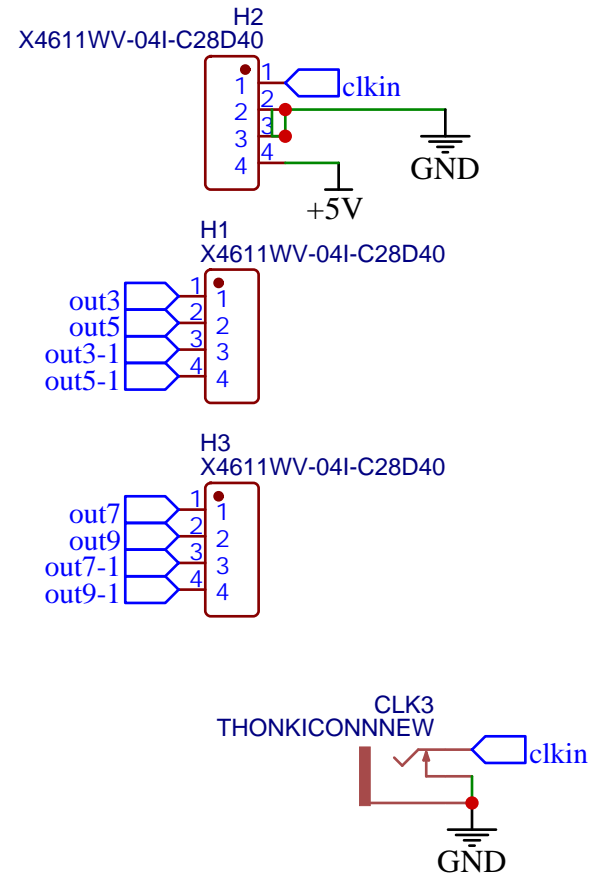 H2
X4611WV-04I-C28D40
1 1 clkin
2 2
3 3
4 4
GND
+5V
H1
X4611WV-04I-C28D40
out3 1 1
out5 2 2
out3-1 3 3
out5-1 4 4
H3
X4611WV-04I-C28D40
out7 1 1
out9 2 2
out7-1 3 3
out9-1 4 4
CLK3
THONKICONNNEW
clkin
GND